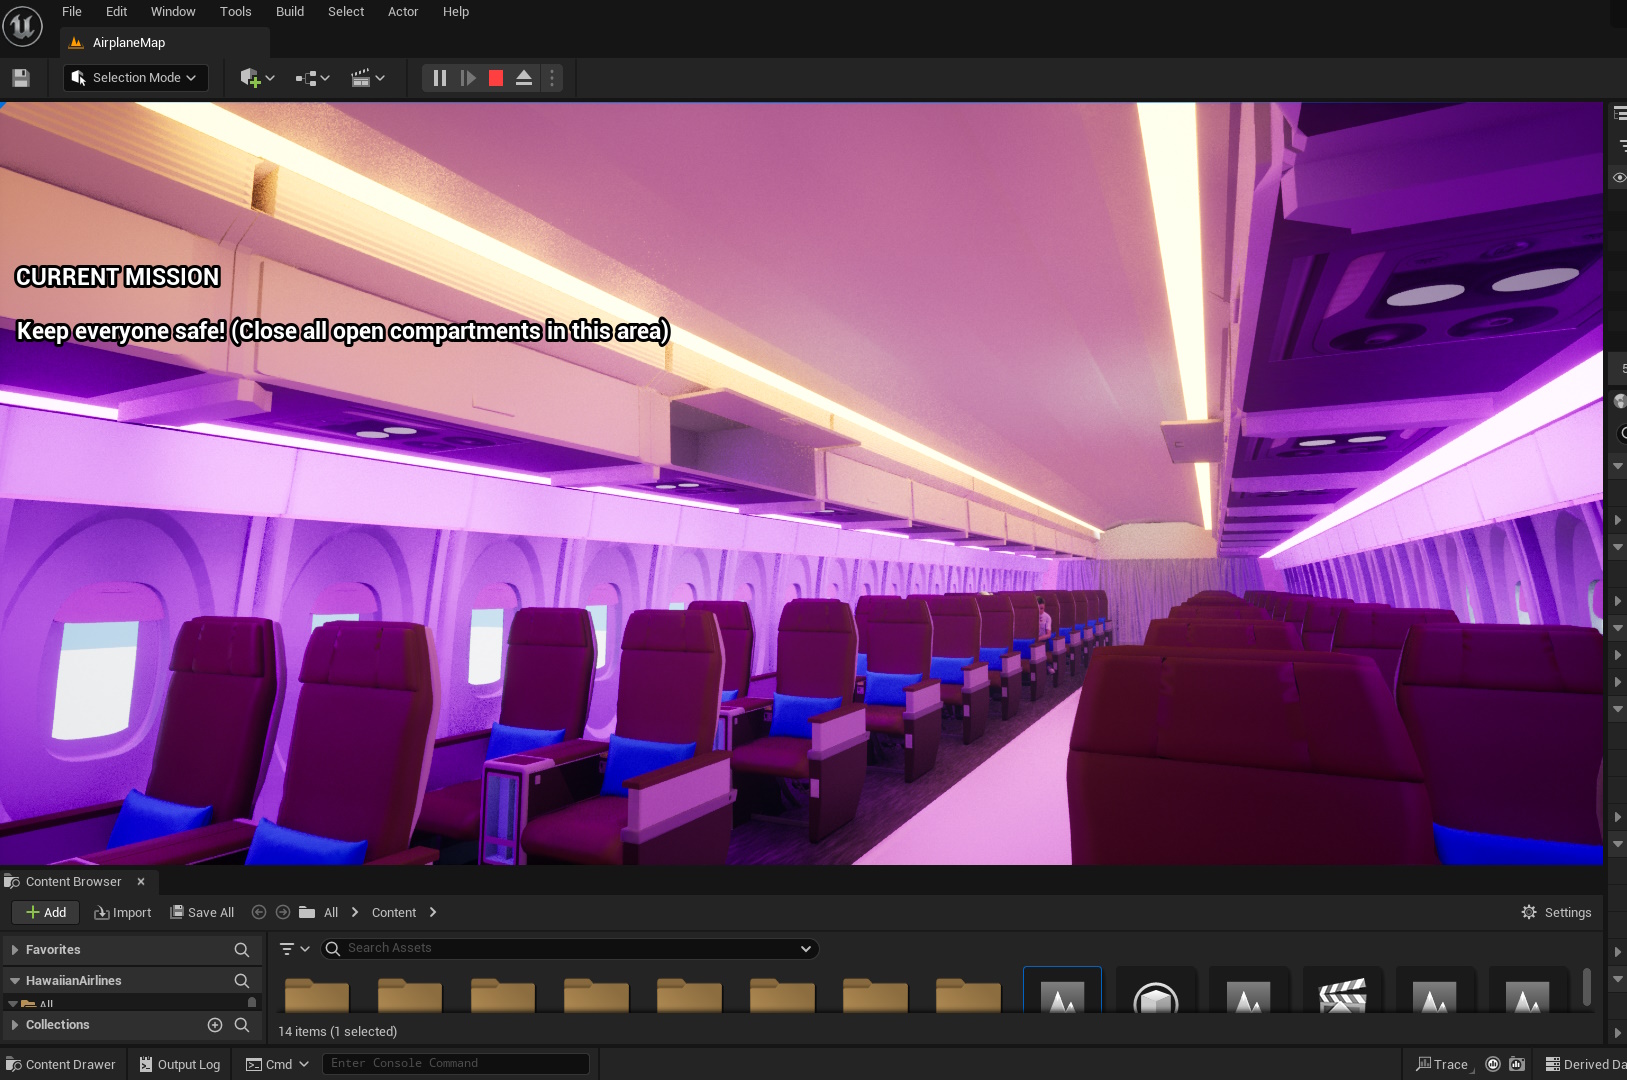 File Edit Window Tools Build Select Actor Help
AirplaneMap
Selection Mode
CURRENT MISSION
Keep everyone safe! (Close all open compartments in this area)
Content Browser
Add Import Save All All Content Settings
Favorites
Search Assets
HawaiianAirlines
All
Collections
14 items (1 selected)
Content Drawer Output Log Cmd Enter Console Command Trace Derived Da